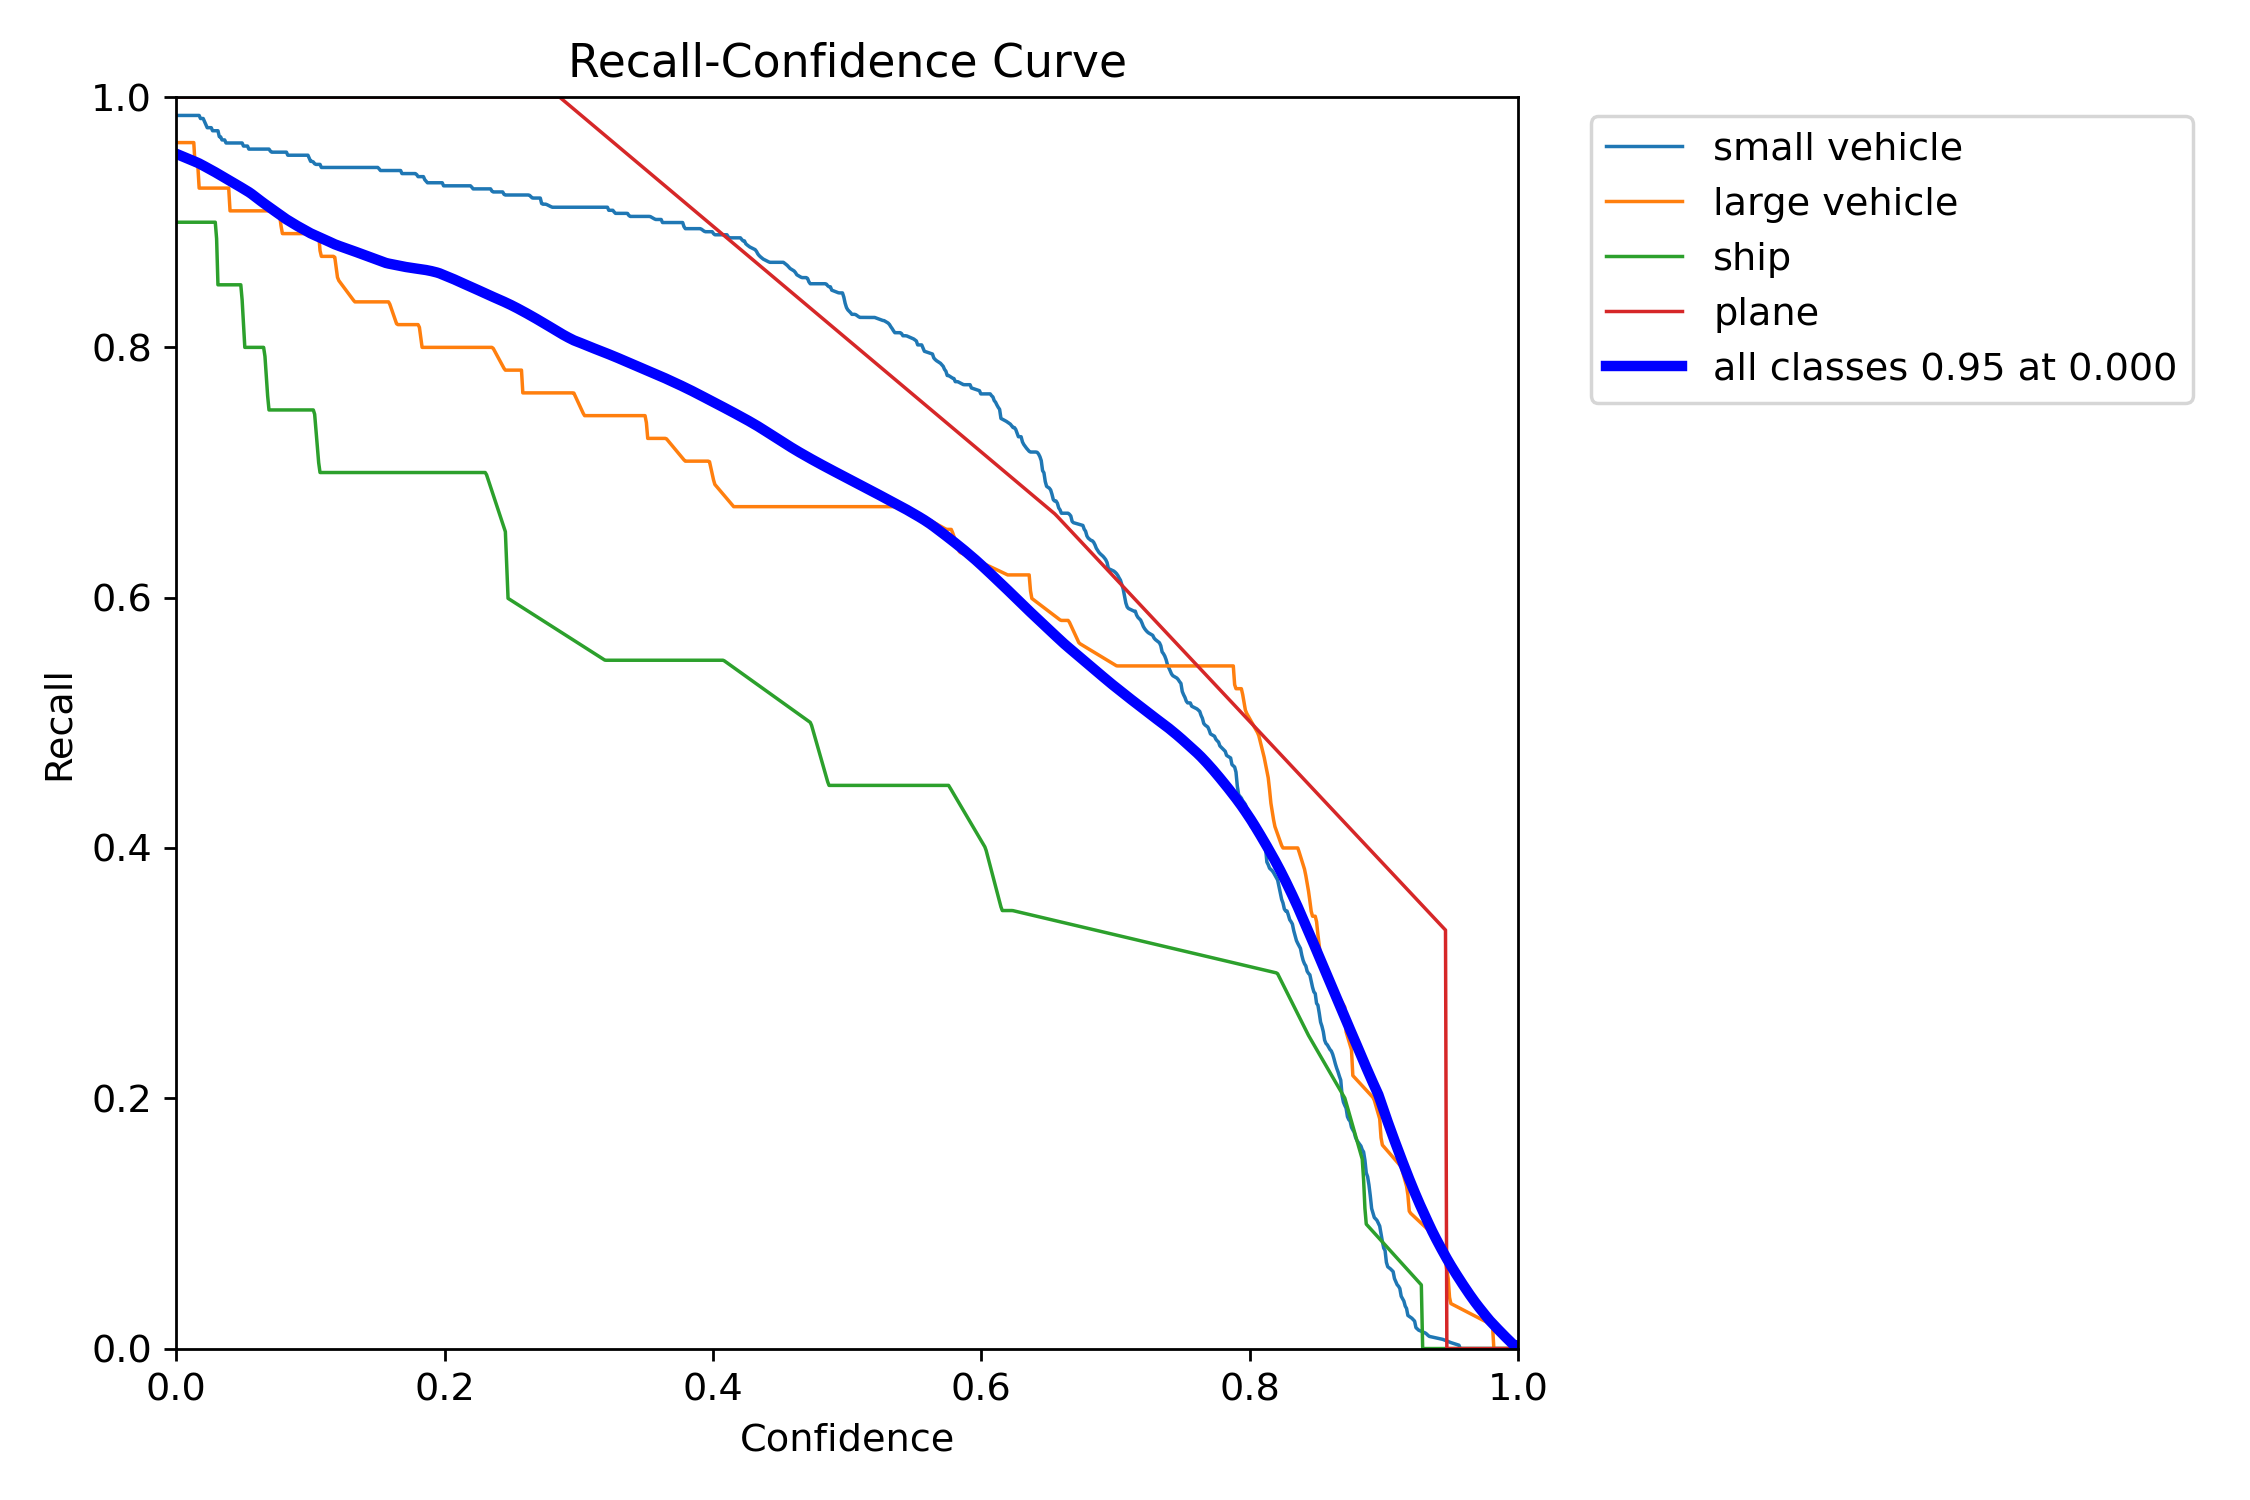 Recall-Confidence Curve
1.0
0.8
0.6
0.4
0.2
0.0
Recall
0.0 0.2 0.4 0.6 0.8 1.0
Confidence
small vehicle
large vehicle
ship
plane
all classes 0.95 at 0.000